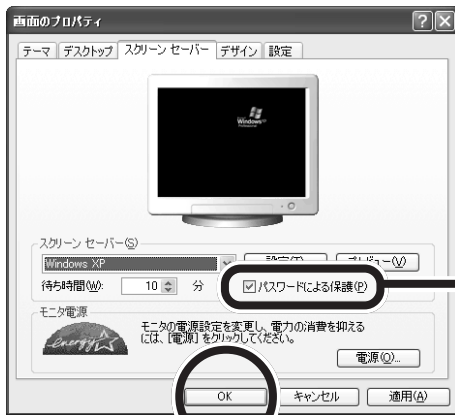 画面のプロパティ
テーマ デスクトップ スクリーン セーバー デザイン 設定
Windows xp
スクリーン セーバー(S)
Windows XP 設定(T) プレビュー(V)
待ち時間(W): 10 分 パスワードによる保護(P)
モニタ電源
energy モニタの電源設定を変更し、電力の消費を抑える
には、[電源] をクリックしてください。
電源(O)...
OK キャンセル 適用(A)